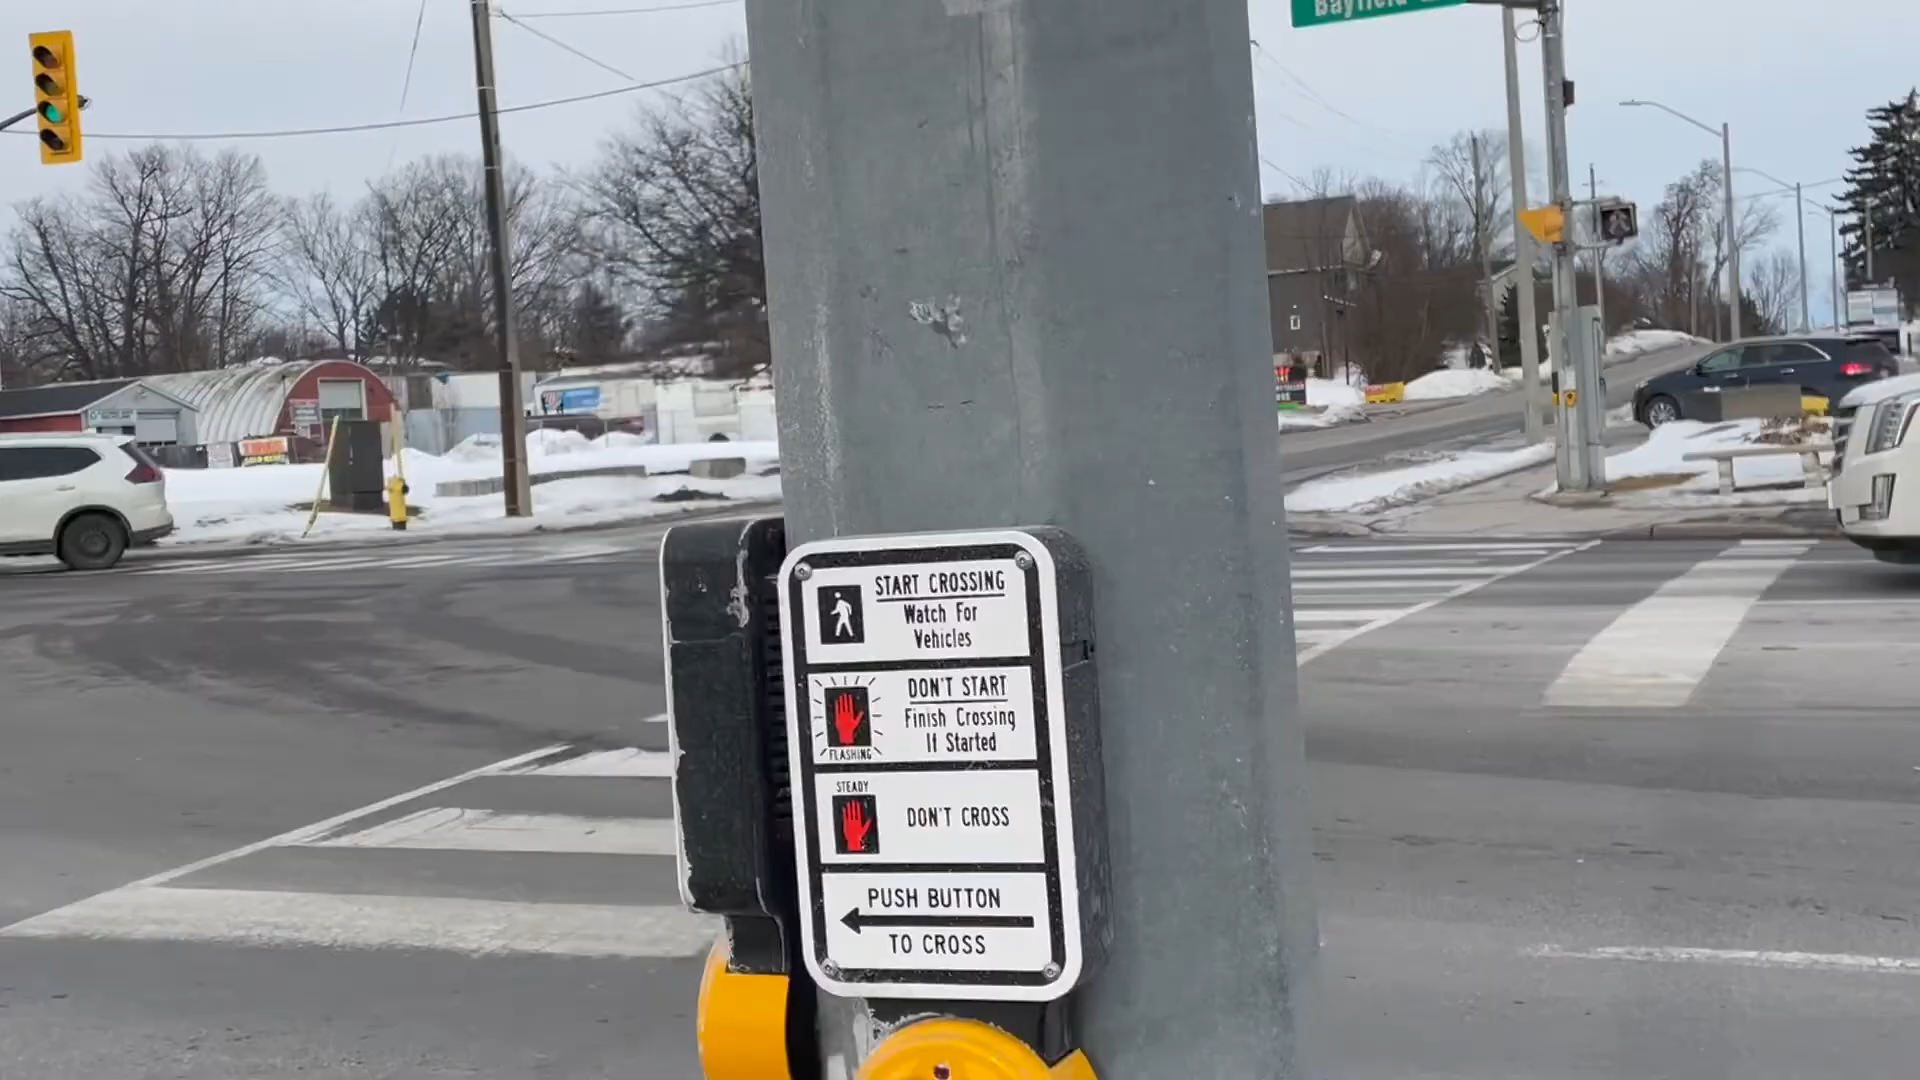 Bayfield
START CROSSING
Watch For
Vehicles
DON'T START
Finish Crossing
If Started
FLASHING
STEADY
DON'T CROSS
PUSH BUTTON
TO CROSS